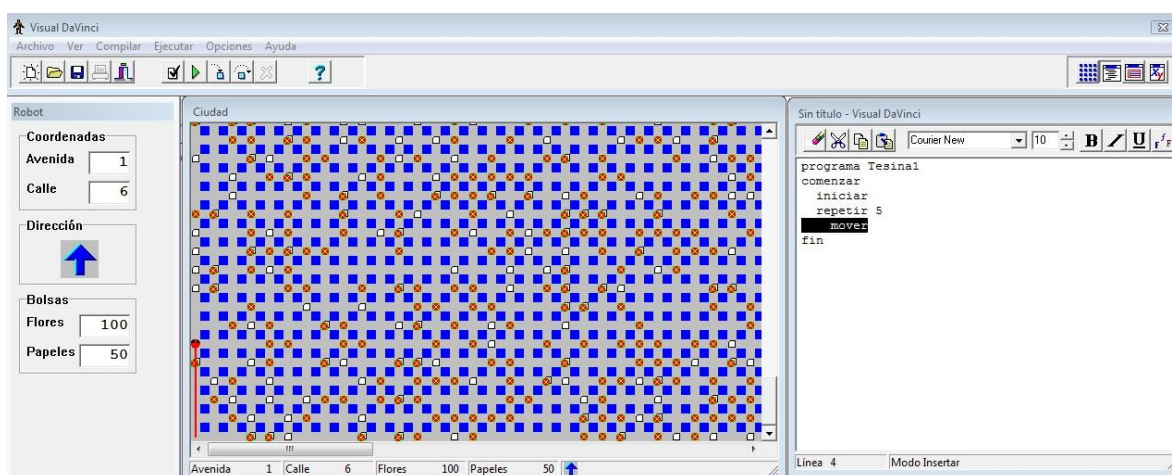 Visual DaVinci
Archivo Ver Compilar Ejecutar Opciones Ayuda
?
Robot
Coordenadas
Avenida 1
Calle 6
Dirección
Bolsas
Flores 100
Papeles 50
Ciudad
Avenida 1 Calle 6 Flores 100 Papeles 50
Sin título - Visual DaVinci
Courier New 10 B I U
programa Tesina1
comenzar
iniciar
repetir 5
mover
fin
Línea 4 Modo Insertar